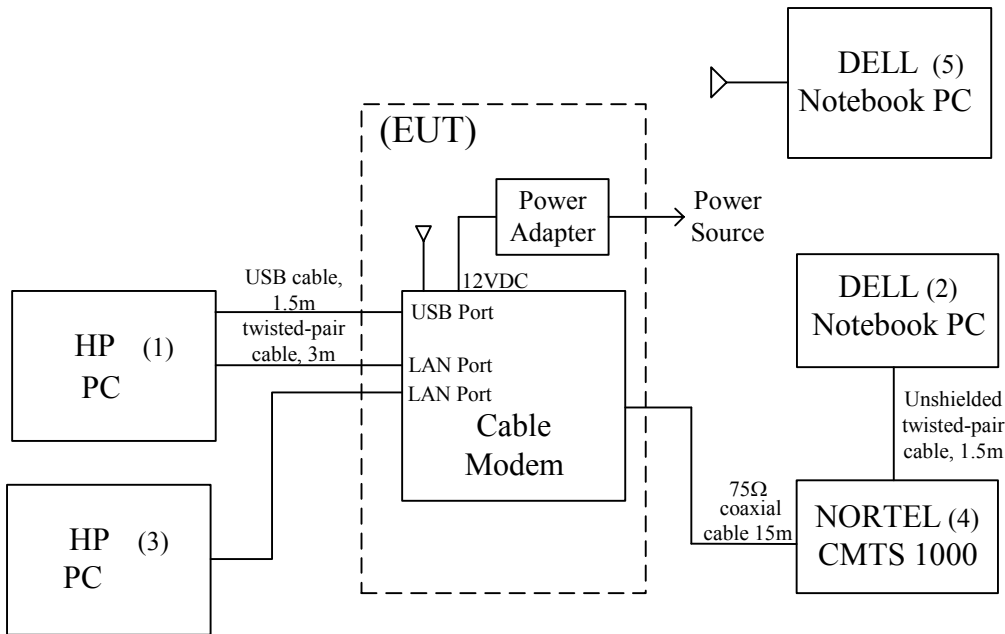 DELL (5)
Notebook PC
(EUT)
Power
Adapter
Power
Source
12VDC
USB cable,
1.5m
twisted-pair
cable, 3m
HP (1)
PC
USB Port
LAN Port
LAN Port
Cable
Modem
DELL (2)
Notebook PC
Unshielded
twisted-pair
cable, 1.5m
75Ω
coaxial
cable 15m
NORTEL (4)
CMTS 1000
HP (3)
PC